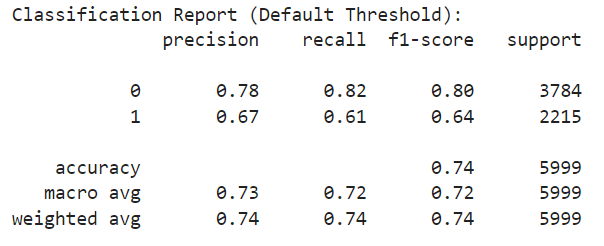 Classification Report (Default Threshold):
precision recall f1-score support
0 0.78 0.82 0.80 3784
1 0.67 0.61 0.64 2215
accuracy 0.74 5999
macro avg 0.73 0.72 0.72 5999
weighted avg 0.74 0.74 0.74 5999